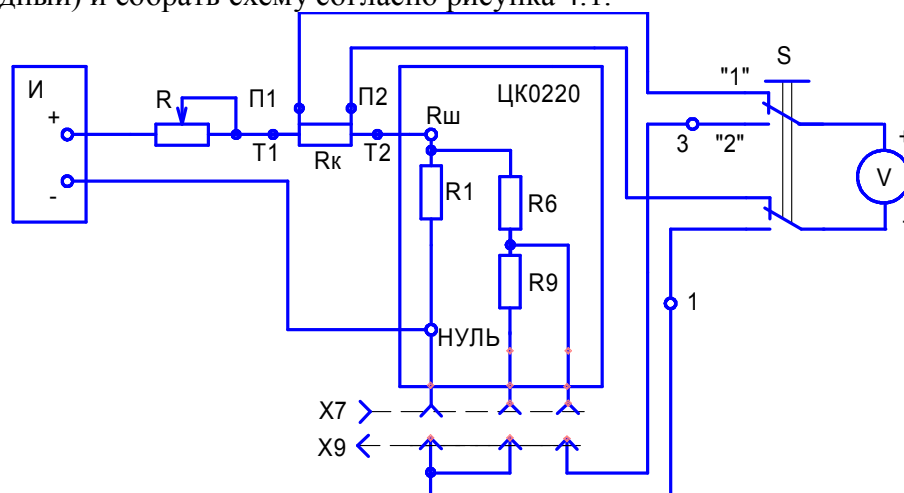 дный) и собрать схему согласно рисунка 4.1.
S
И
ЦК0220
"1"
R
П1
П2
Rш
+
+
3
"2"
T1
Rк
T2
V
R1
R6
-
-
R9
1
НУЛЬ
X7
X9